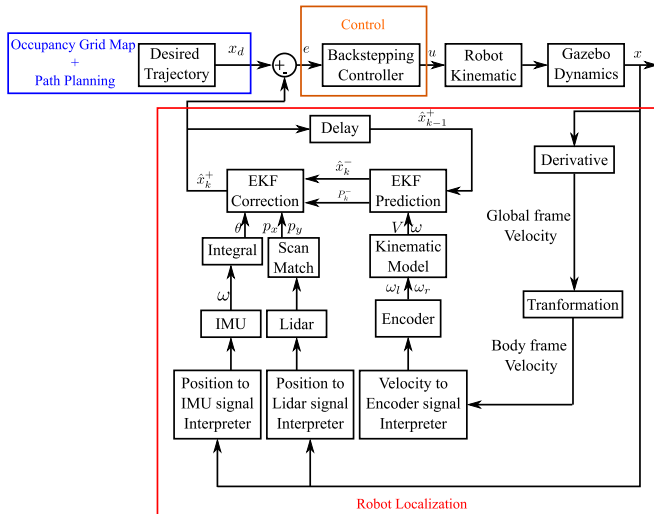 Occupancy Grid Map
+
Path Planning
Desired
Trajectory
x_d
+
-
e
Control
Backstepping
Controller
u
Robot
Kinematic
Gazebo
Dynamics
x
Delay
x̂⁺_{k−1}
x̂⁺_k
EKF
Correction
x̂⁻_k
P⁻_k
EKF
Prediction
Derivative
θ
p_x p_y
V ω
Global frame
Velocity
Integral
Scan
Match
Kinematic
Model
ω
ω_l ω_r
Tranformation
IMU
Lidar
Encoder
Body frame
Velocity
Position to
IMU signal
Interpreter
Position to
Lidar signal
Interpreter
Velocity to
Encoder signal
Interpreter
Robot Localization